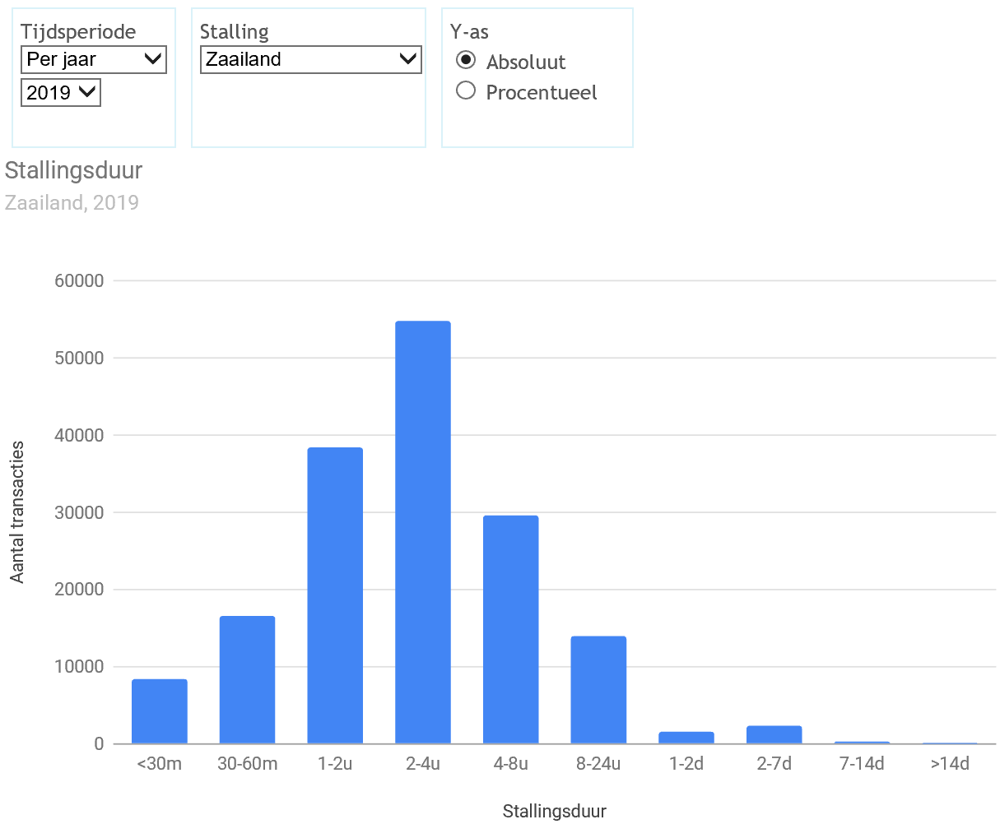 Tijdsperiode
Per jaar
2019
Stalling
Zaailand
Y-as
Absoluut
Procentueel
Stallingsduur
Zaailand, 2019
Aantal transacties
60000
50000
40000
30000
20000
10000
0
<30m 30-60m 1-2u 2-4u 4-8u 8-24u 1-2d 2-7d 7-14d >14d
Stallingsduur